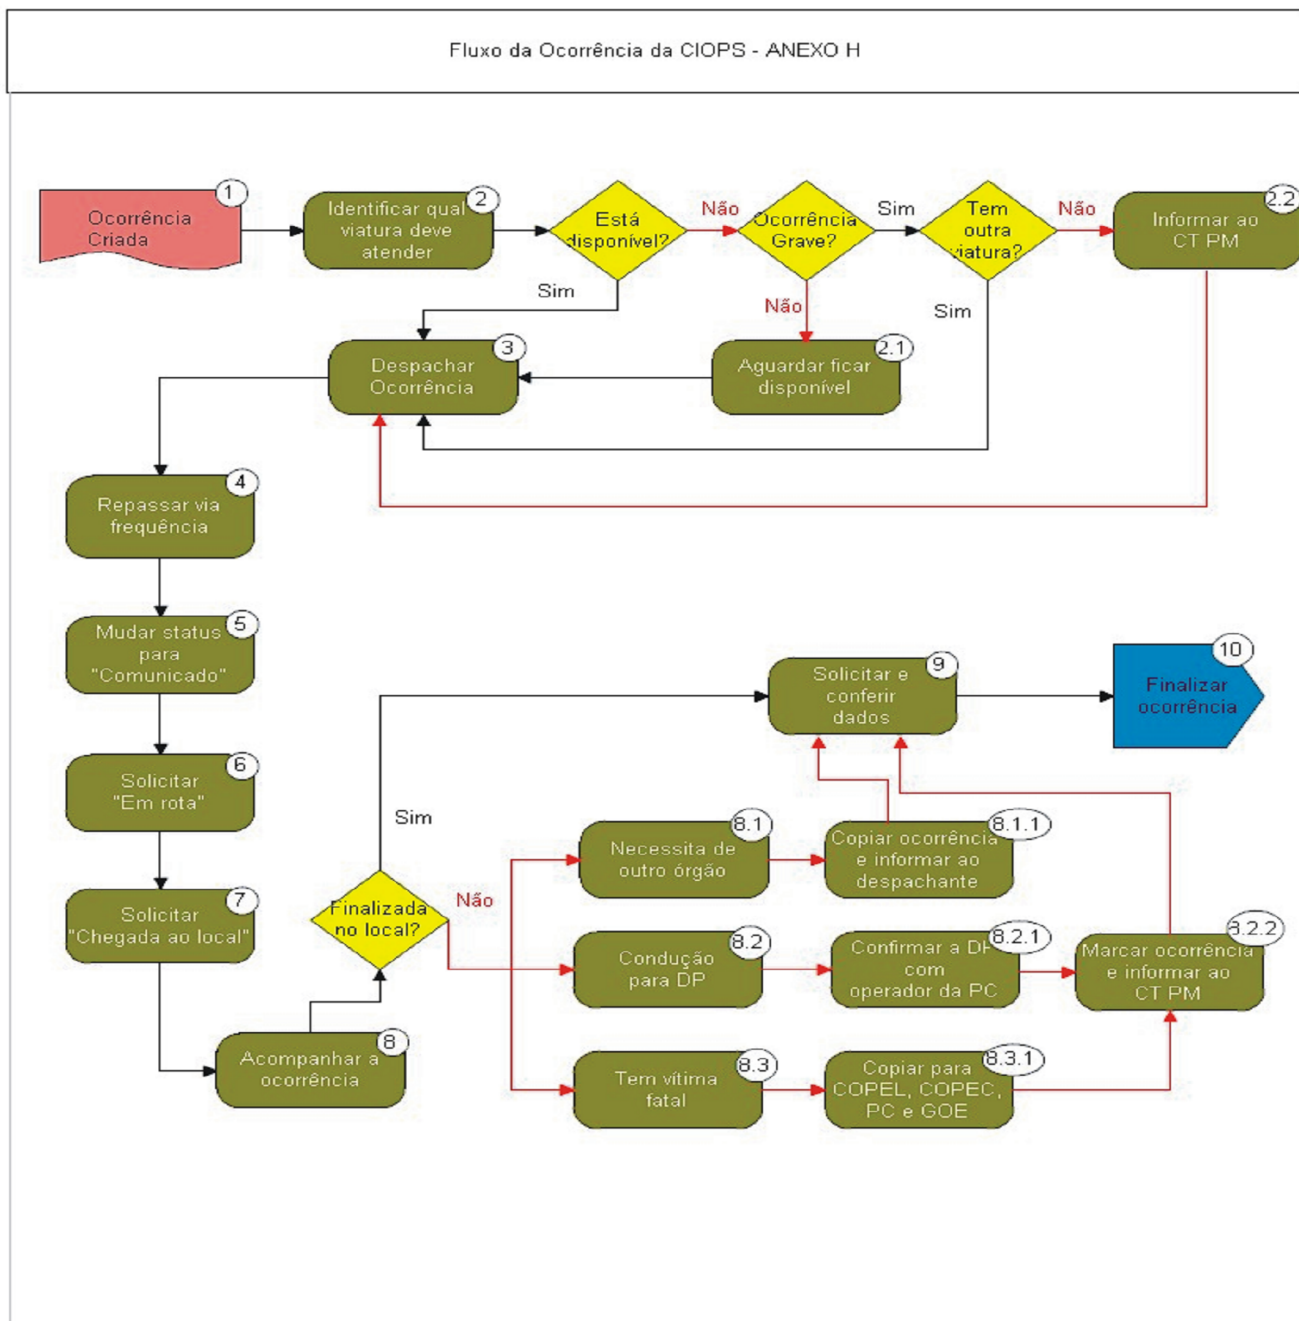 Fluxo da Ocorrência da CIOPS - ANEXO H
1
Ocorrência
Criada
2
Identificar qual
viatura deve
atender
Está
disponível?
Não
Ocorrência
Grave?
Sim
Tem
outra
viatura?
Não
2.2
Informar ao
CT PM
Sim
Não
Sim
3
Despachar
Ocorrência
2.1
Aguardar ficar
disponível
4
Repassar via
frequência
5
Mudar status
para
"Comunicado"
6
Solicitar
"Em rota"
7
Solicitar
"Chegada ao local"
8
Acompanhar a
ocorrência
Finalizada
no local?
Sim
Não
9
Solicitar e
conferir
dados
10
Finalizar
ocorrência
8.1
Necessita de
outro órgão
8.1.1
Copiar ocorrência
e informar ao
despachante
8.2
Condução
para DP
8.2.1
Confirmar a DP
com
operador da PC
8.2.2
Marcar ocorrência
e informar ao
CT PM
8.3
Tem vítima
fatal
8.3.1
Copiar para
COPEL, COPEC,
PC e GOE